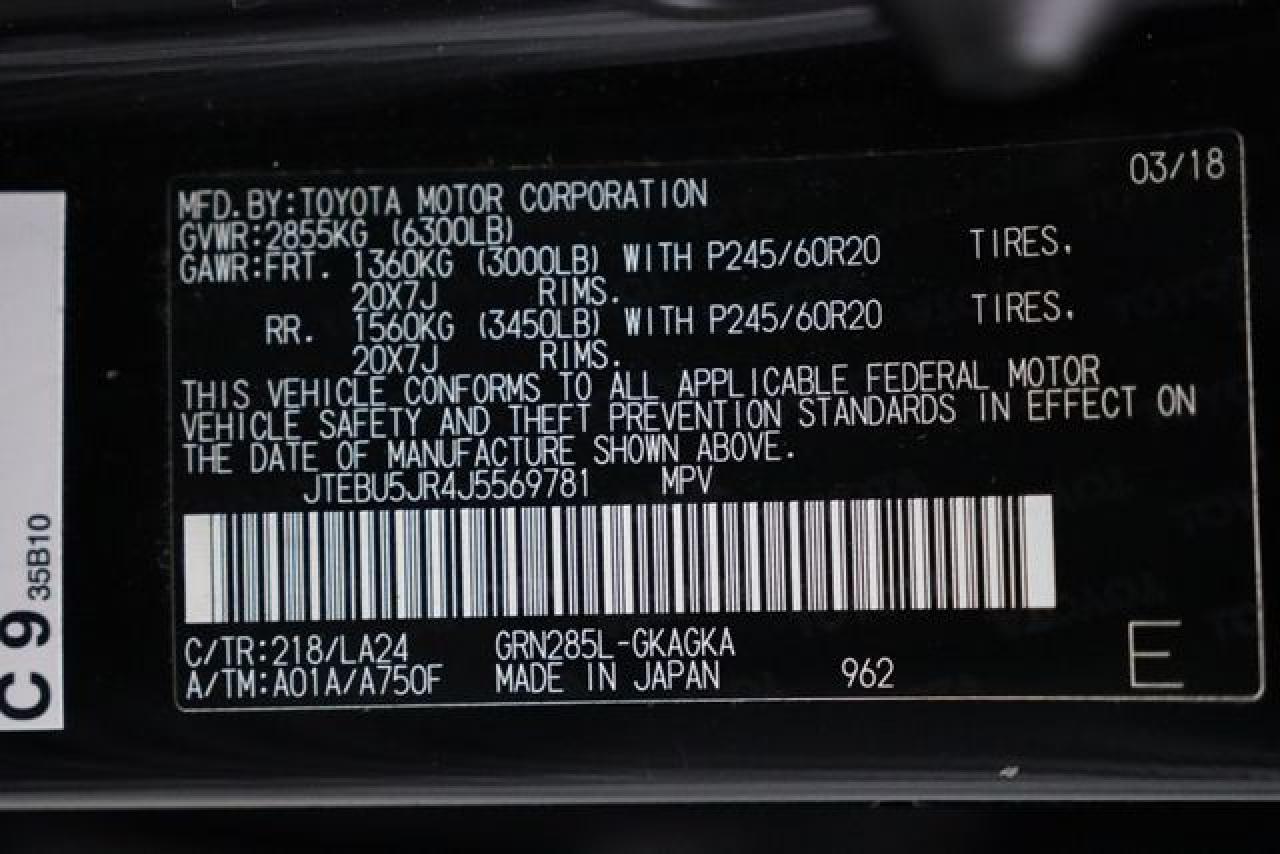 03/18
MFD.BY:TOYOTA MOTOR CORPORATION
GVWR:2855KG (6300LB)
GAWR:FRT. 1360KG (3000LB) WITH P245/60R20 TIRES.
20X7J RIMS.
RR. 1560KG (3450LB) WITH P245/60R20 TIRES.
20X7J RIMS.
THIS VEHICLE CONFORMS TO ALL APPLICABLE FEDERAL MOTOR
VEHICLE SAFETY AND THEFT PREVENTION STANDARDS IN EFFECT ON
THE DATE OF MANUFACTURE SHOWN ABOVE.
JTEBU5JR4J5569781 MPV
C/TR:218/LA24 GRN285L-GKAGKA
A/TM:A01A/A750F MADE IN JAPAN 962 E
C 9
35B10